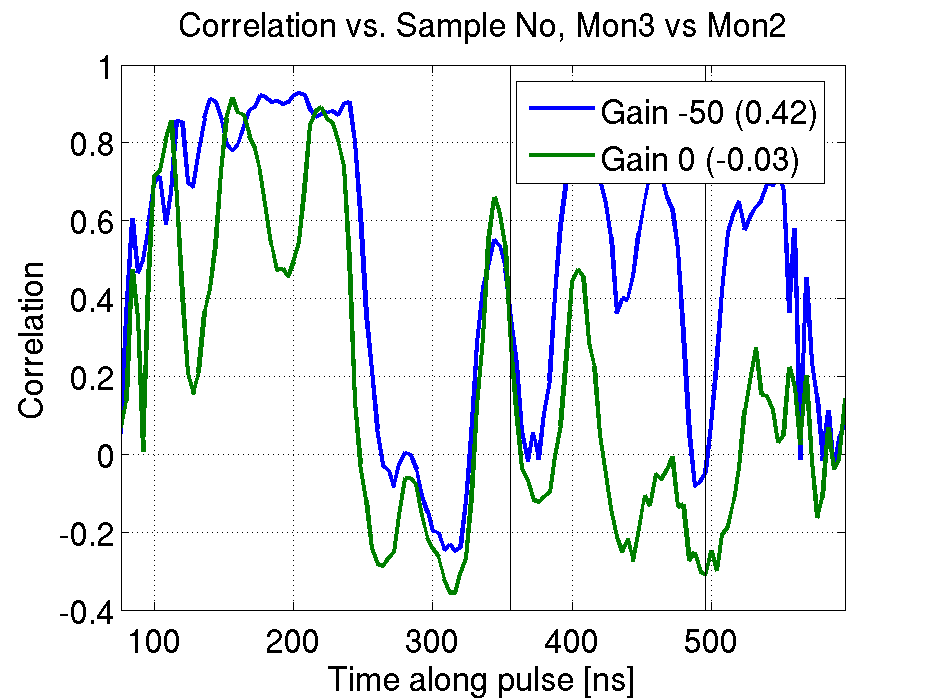 Correlation vs. Sample No, Mon3 vs Mon2
1
0.8
0.6
0.4
0.2
0
-0.2
-0.4
Correlation
Gain -50 (0.42)
Gain 0 (-0.03)
100 200 300 400 500
Time along pulse [ns]